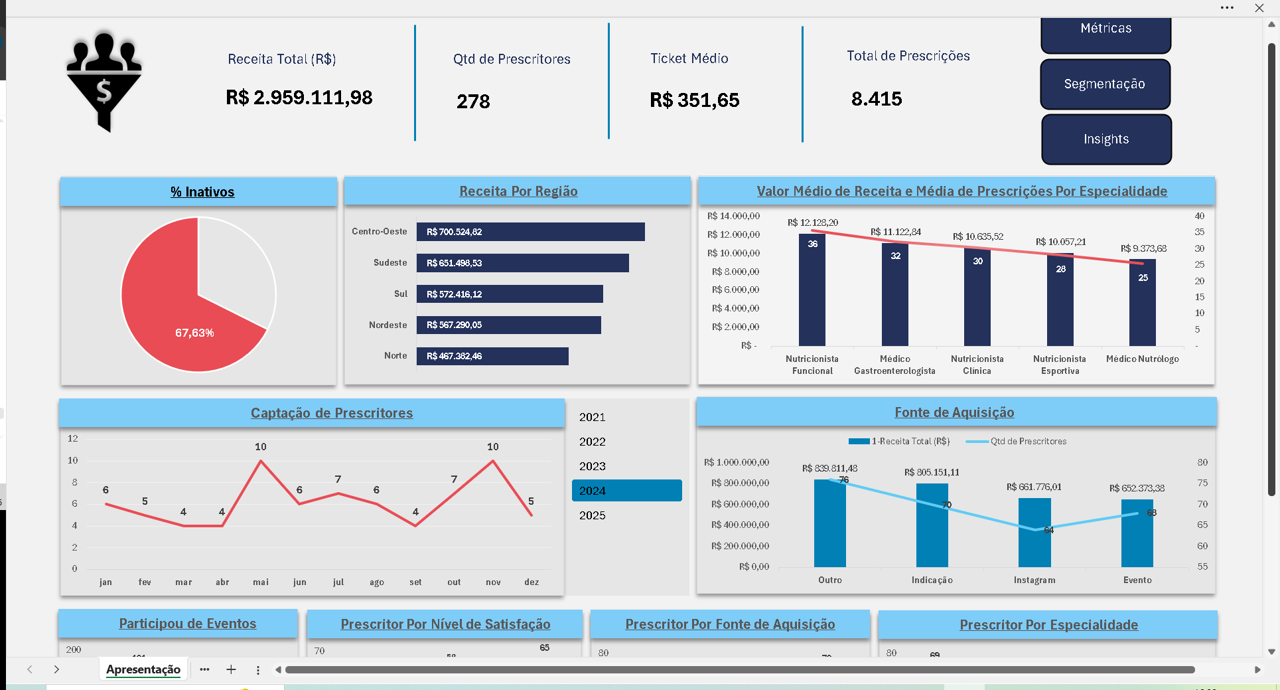 Métricas
Receita Total (R$)
Qtd de Prescritores
Ticket Médio
Total de Prescrições
R$ 2.959.111,98
278
R$ 351,65
8.415
Segmentação
Insights
% Inativos
67,63%
Receita Por Região
Centro-Oeste R$ 700.524,82
Sudeste R$ 651.498,53
Sul R$ 572.416,12
Nordeste R$ 567.290,05
Norte R$ 467.382,46
Valor Médio de Receita e Média de Prescrições Por Especialidade
R$ 14.000,00
R$ 12.000,00
R$ 10.000,00
R$ 8.000,00
R$ 6.000,00
R$ 4.000,00
R$ 2.000,00
R$ -
R$ 12.128,20
R$ 11.122,84
R$ 10.635,52
R$ 10.057,21
R$ 9.373,68
36
32
30
28
25
40
35
30
25
20
15
10
5
-
Nutricionista Funcional
Médico Gastroenterologista
Nutricionista Clínica
Nutricionista Esportiva
Médico Nutrólogo
Captação de Prescritores
12
10
8
6
4
2
0
6
5
4
4
10
6
7
6
4
7
10
5
jan fev mar abr mai jun jul ago set out nov dez
2021
2022
2023
2024
2025
Fonte de Aquisição
1-Receita Total (R$)
Qtd de Prescritores
R$ 1.000.000,00
R$ 800.000,00
R$ 600.000,00
R$ 400.000,00
R$ 200.000,00
R$ 0,00
R$ 839.811,48
R$ 805.151,11
R$ 661.776,01
R$ 652.373,38
76
70
64
68
80
75
70
65
60
55
Outro
Indicação
Instagram
Evento
Participou de Eventos
200
Prescritor Por Nível de Satisfação
70
65
Prescritor Por Fonte de Aquisição
80
Prescritor Por Especialidade
80
69
Apresentação